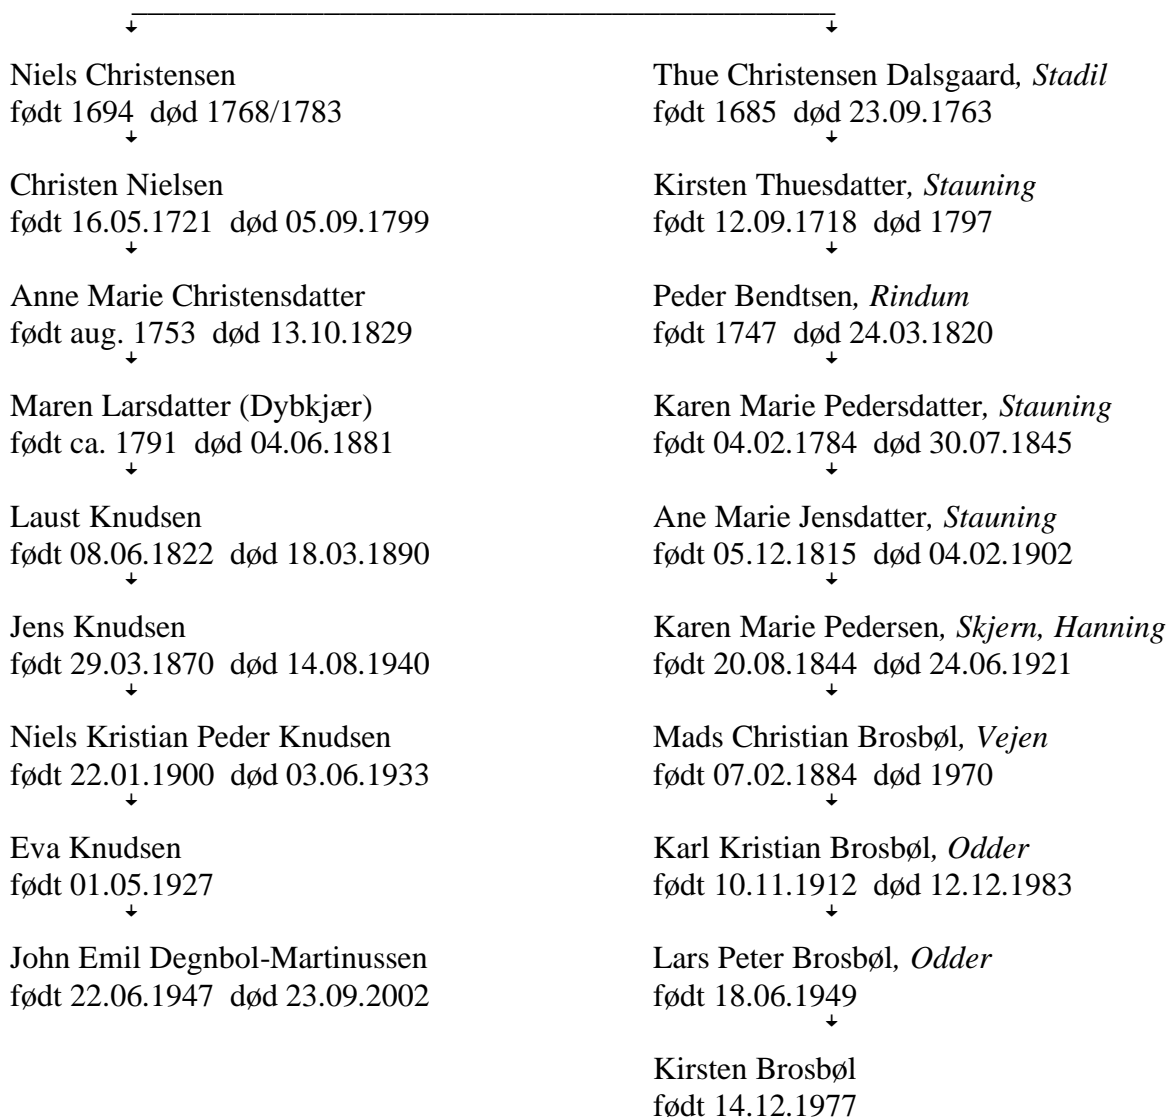 Niels Christensen
født 1694 død 1768/1783
Christen Nielsen
født 16.05.1721 død 05.09.1799
Anne Marie Christensdatter
født aug. 1753 død 13.10.1829
Maren Larsdatter (Dybkjær)
født ca. 1791 død 04.06.1881
Laust Knudsen
født 08.06.1822 død 18.03.1890
Jens Knudsen
født 29.03.1870 død 14.08.1940
Niels Kristian Peder Knudsen
født 22.01.1900 død 03.06.1933
Eva Knudsen
født 01.05.1927
John Emil Degnbol-Martinussen
født 22.06.1947 død 23.09.2002
Thue Christensen Dalsgaard, Stadil
født 1685 død 23.09.1763
Kirsten Thuesdatter, Stauning
født 12.09.1718 død 1797
Peder Bendtsen, Rindum
født 1747 død 24.03.1820
Karen Marie Pedersdatter, Stauning
født 04.02.1784 død 30.07.1845
Ane Marie Jensdatter, Stauning
født 05.12.1815 død 04.02.1902
Karen Marie Pedersen, Skjern, Hanning
født 20.08.1844 død 24.06.1921
Mads Christian Brosbøl, Vejen
født 07.02.1884 død 1970
Karl Kristian Brosbøl, Odder
født 10.11.1912 død 12.12.1983
Lars Peter Brosbøl, Odder
født 18.06.1949
Kirsten Brosbøl
født 14.12.1977